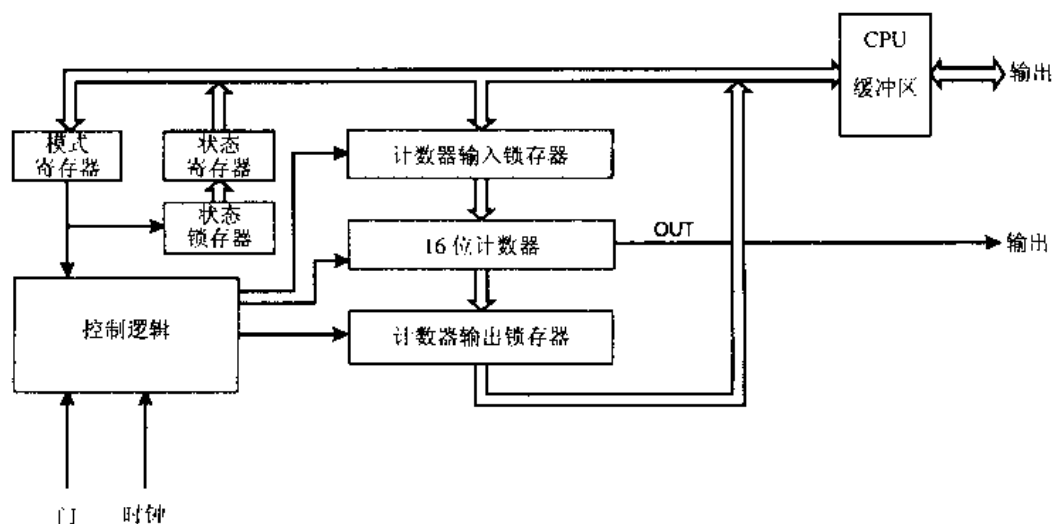 CPU
缓冲区
输出
模式
寄存器
状态
寄存器
计数器输入锁存器
状态
锁存器
16 位计数器
OUT
输出
控制逻辑
计数器输出锁存器
门
时钟